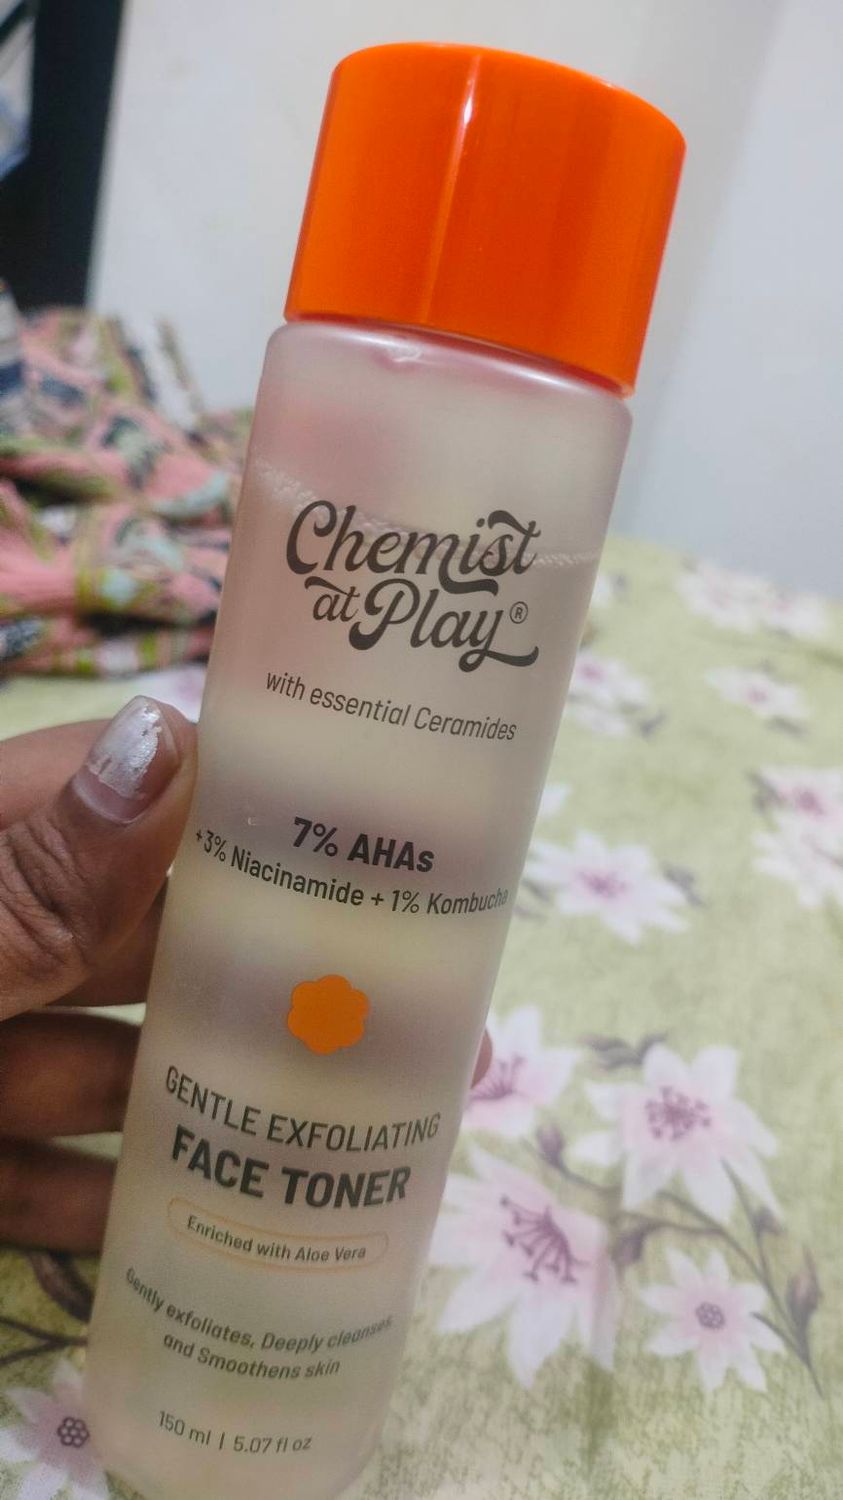 Chemist
at Play®
with essential Ceramides
7% AHAs
+3% Niacinamide + 1% Kombucha
GENTLE EXFOLIATING
FACE TONER
Enriched with Aloe Vera
Gently exfoliates, Deeply cleanses
and Smoothens skin
150 ml | 5.07 fl oz